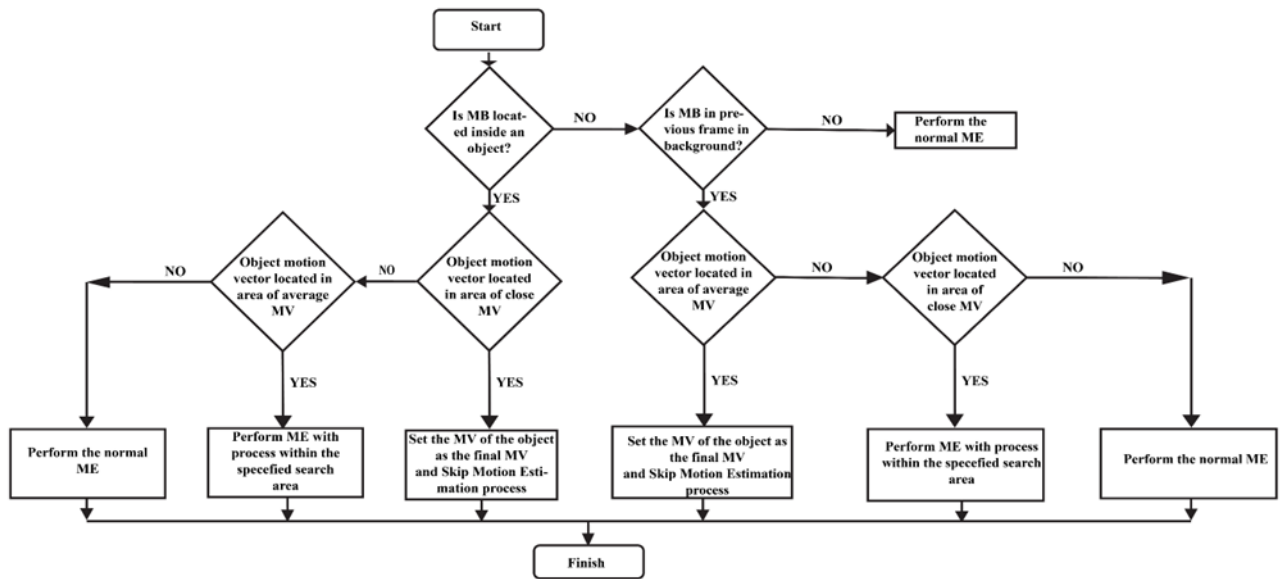 Start
Is MB locat-
ed inside an
object?
NO
Is MB in pre-
vious frame in
background?
NO
Perform the
normal ME
YES
YES
Object motion
vector located in
area of average
MV
NO
Object motion
vector located
in area of close
MV
NO
Object motion
vector located in
area of average
MV
NO
Object motion
vector located
in area of
close MV
NO
YES
YES
YES
YES
Perform the normal
ME
Perform ME with
process within the
specefied search
area
Set the MV of the object
as the final MV
and Skip Motion Esti-
mation process
Set the MV of the object as
the final MV
and Skip Motion Estimation
process
Perform ME with process
within the specefied search
area
Perform the normal ME
Finish